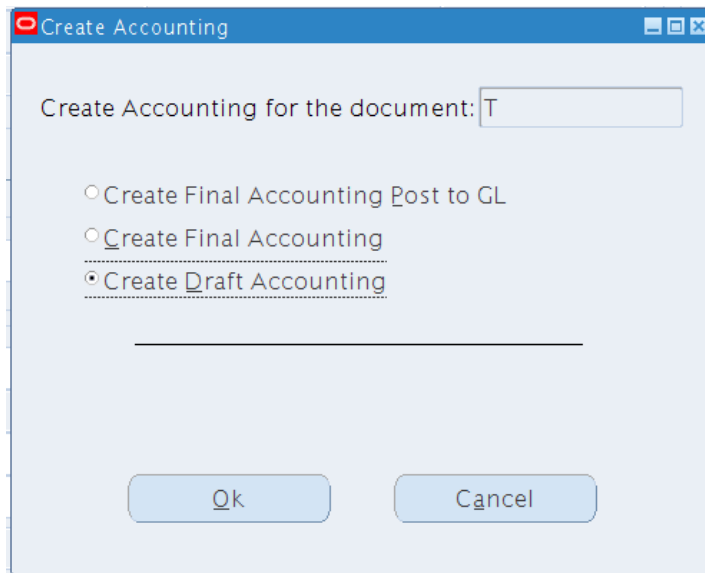 Create Accounting
Create Accounting for the document: T
Create Final Accounting Post to GL
Create Final Accounting
Create Draft Accounting
Ok
Cancel